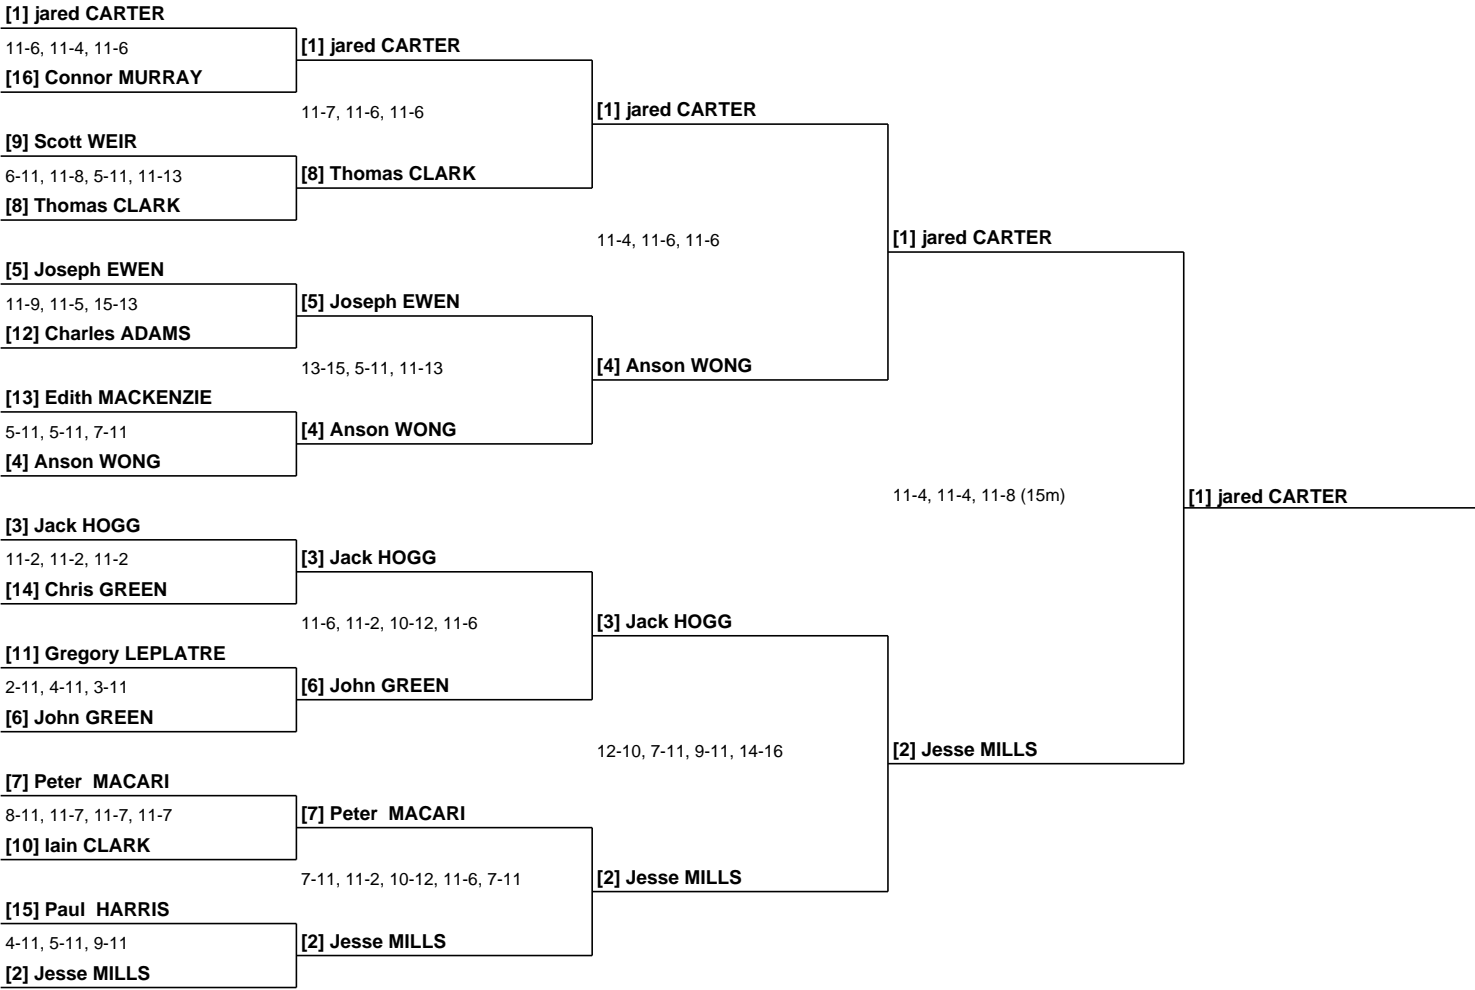 [1] jared CARTER
11-6, 11-4, 11-6
[16] Connor MURRAY
[9] Scott WEIR
6-11, 11-8, 5-11, 11-13
[8] Thomas CLARK
[5] Joseph EWEN
11-9, 11-5, 15-13
[12] Charles ADAMS
[13] Edith MACKENZIE
5-11, 5-11, 7-11
[4] Anson WONG
[3] Jack HOGG
11-2, 11-2, 11-2
[14] Chris GREEN
[11] Gregory LEPLATRE
2-11, 4-11, 3-11
[6] John GREEN
[7] Peter  MACARI
8-11, 11-7, 11-7, 11-7
[10] Iain CLARK
[15] Paul  HARRIS
4-11, 5-11, 9-11
[2] Jesse MILLS
[1] jared CARTER
11-7, 11-6, 11-6
[8] Thomas CLARK
[5] Joseph EWEN
13-15, 5-11, 11-13
[4] Anson WONG
[3] Jack HOGG
11-6, 11-2, 10-12, 11-6
[6] John GREEN
[7] Peter  MACARI
7-11, 11-2, 10-12, 11-6, 7-11
[2] Jesse MILLS
[1] jared CARTER
11-4, 11-6, 11-6
[4] Anson WONG
[3] Jack HOGG
12-10, 7-11, 9-11, 14-16
[2] Jesse MILLS
[1] jared CARTER
11-4, 11-4, 11-8 (15m)
[2] Jesse MILLS
[1] jared CARTER